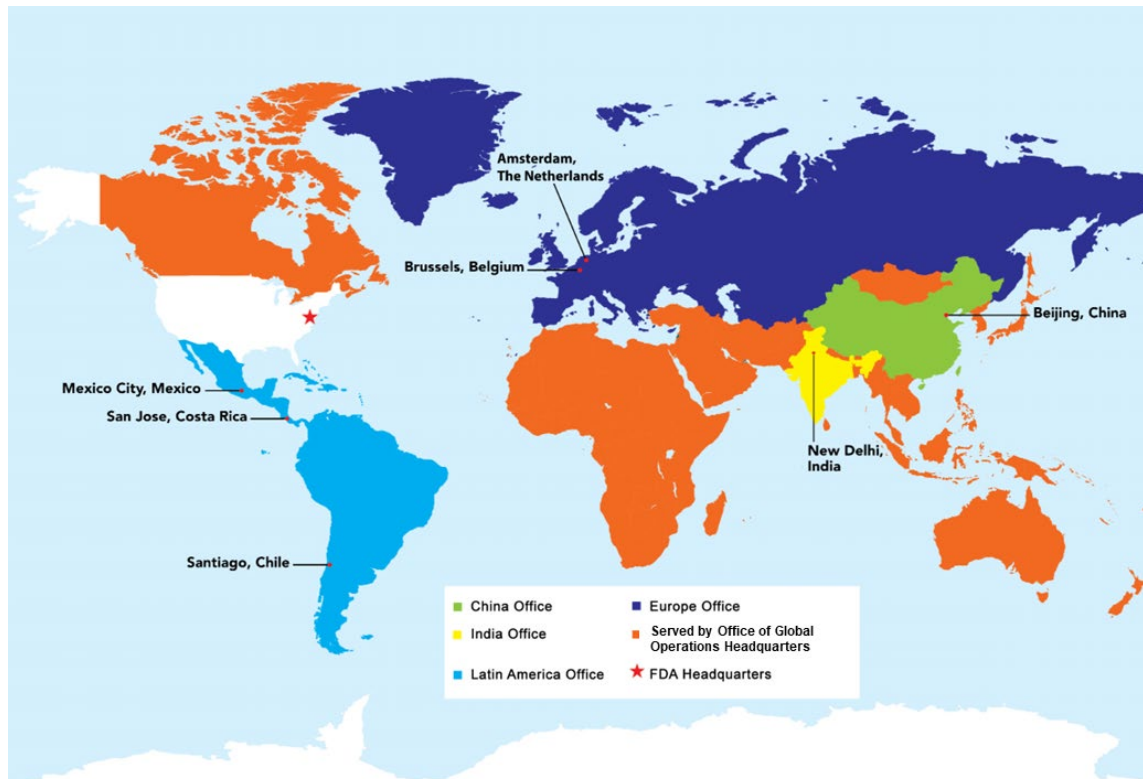 Amsterdam,
The Netherlands
Brussels, Belgium
Beijing, China
Mexico City, Mexico
San Jose, Costa Rica
New Delhi,
India
Santiago, Chile
China Office
Europe Office
India Office
Served by Office of Global
Operations Headquarters
Latin America Office
FDA Headquarters